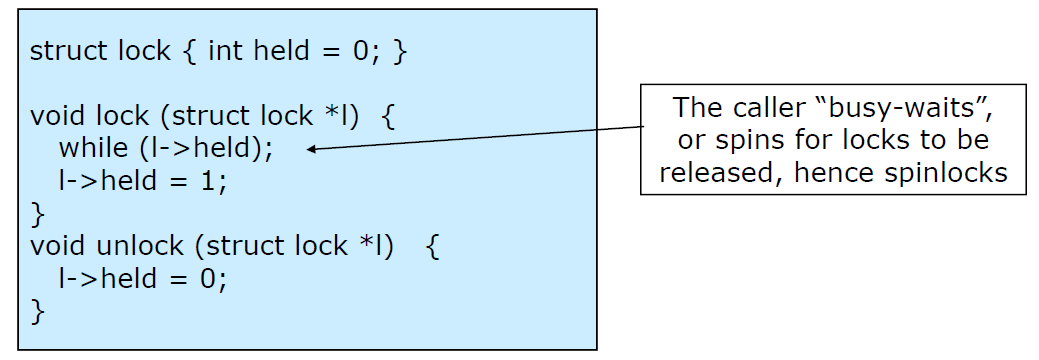 struct lock { int held = 0; }
void lock (struct lock *l) {
while (l->held);
l->held = 1;
}
void unlock (struct lock *l) {
l->held = 0;
}
The caller “busy-waits”,
or spins for locks to be
released, hence spinlocks